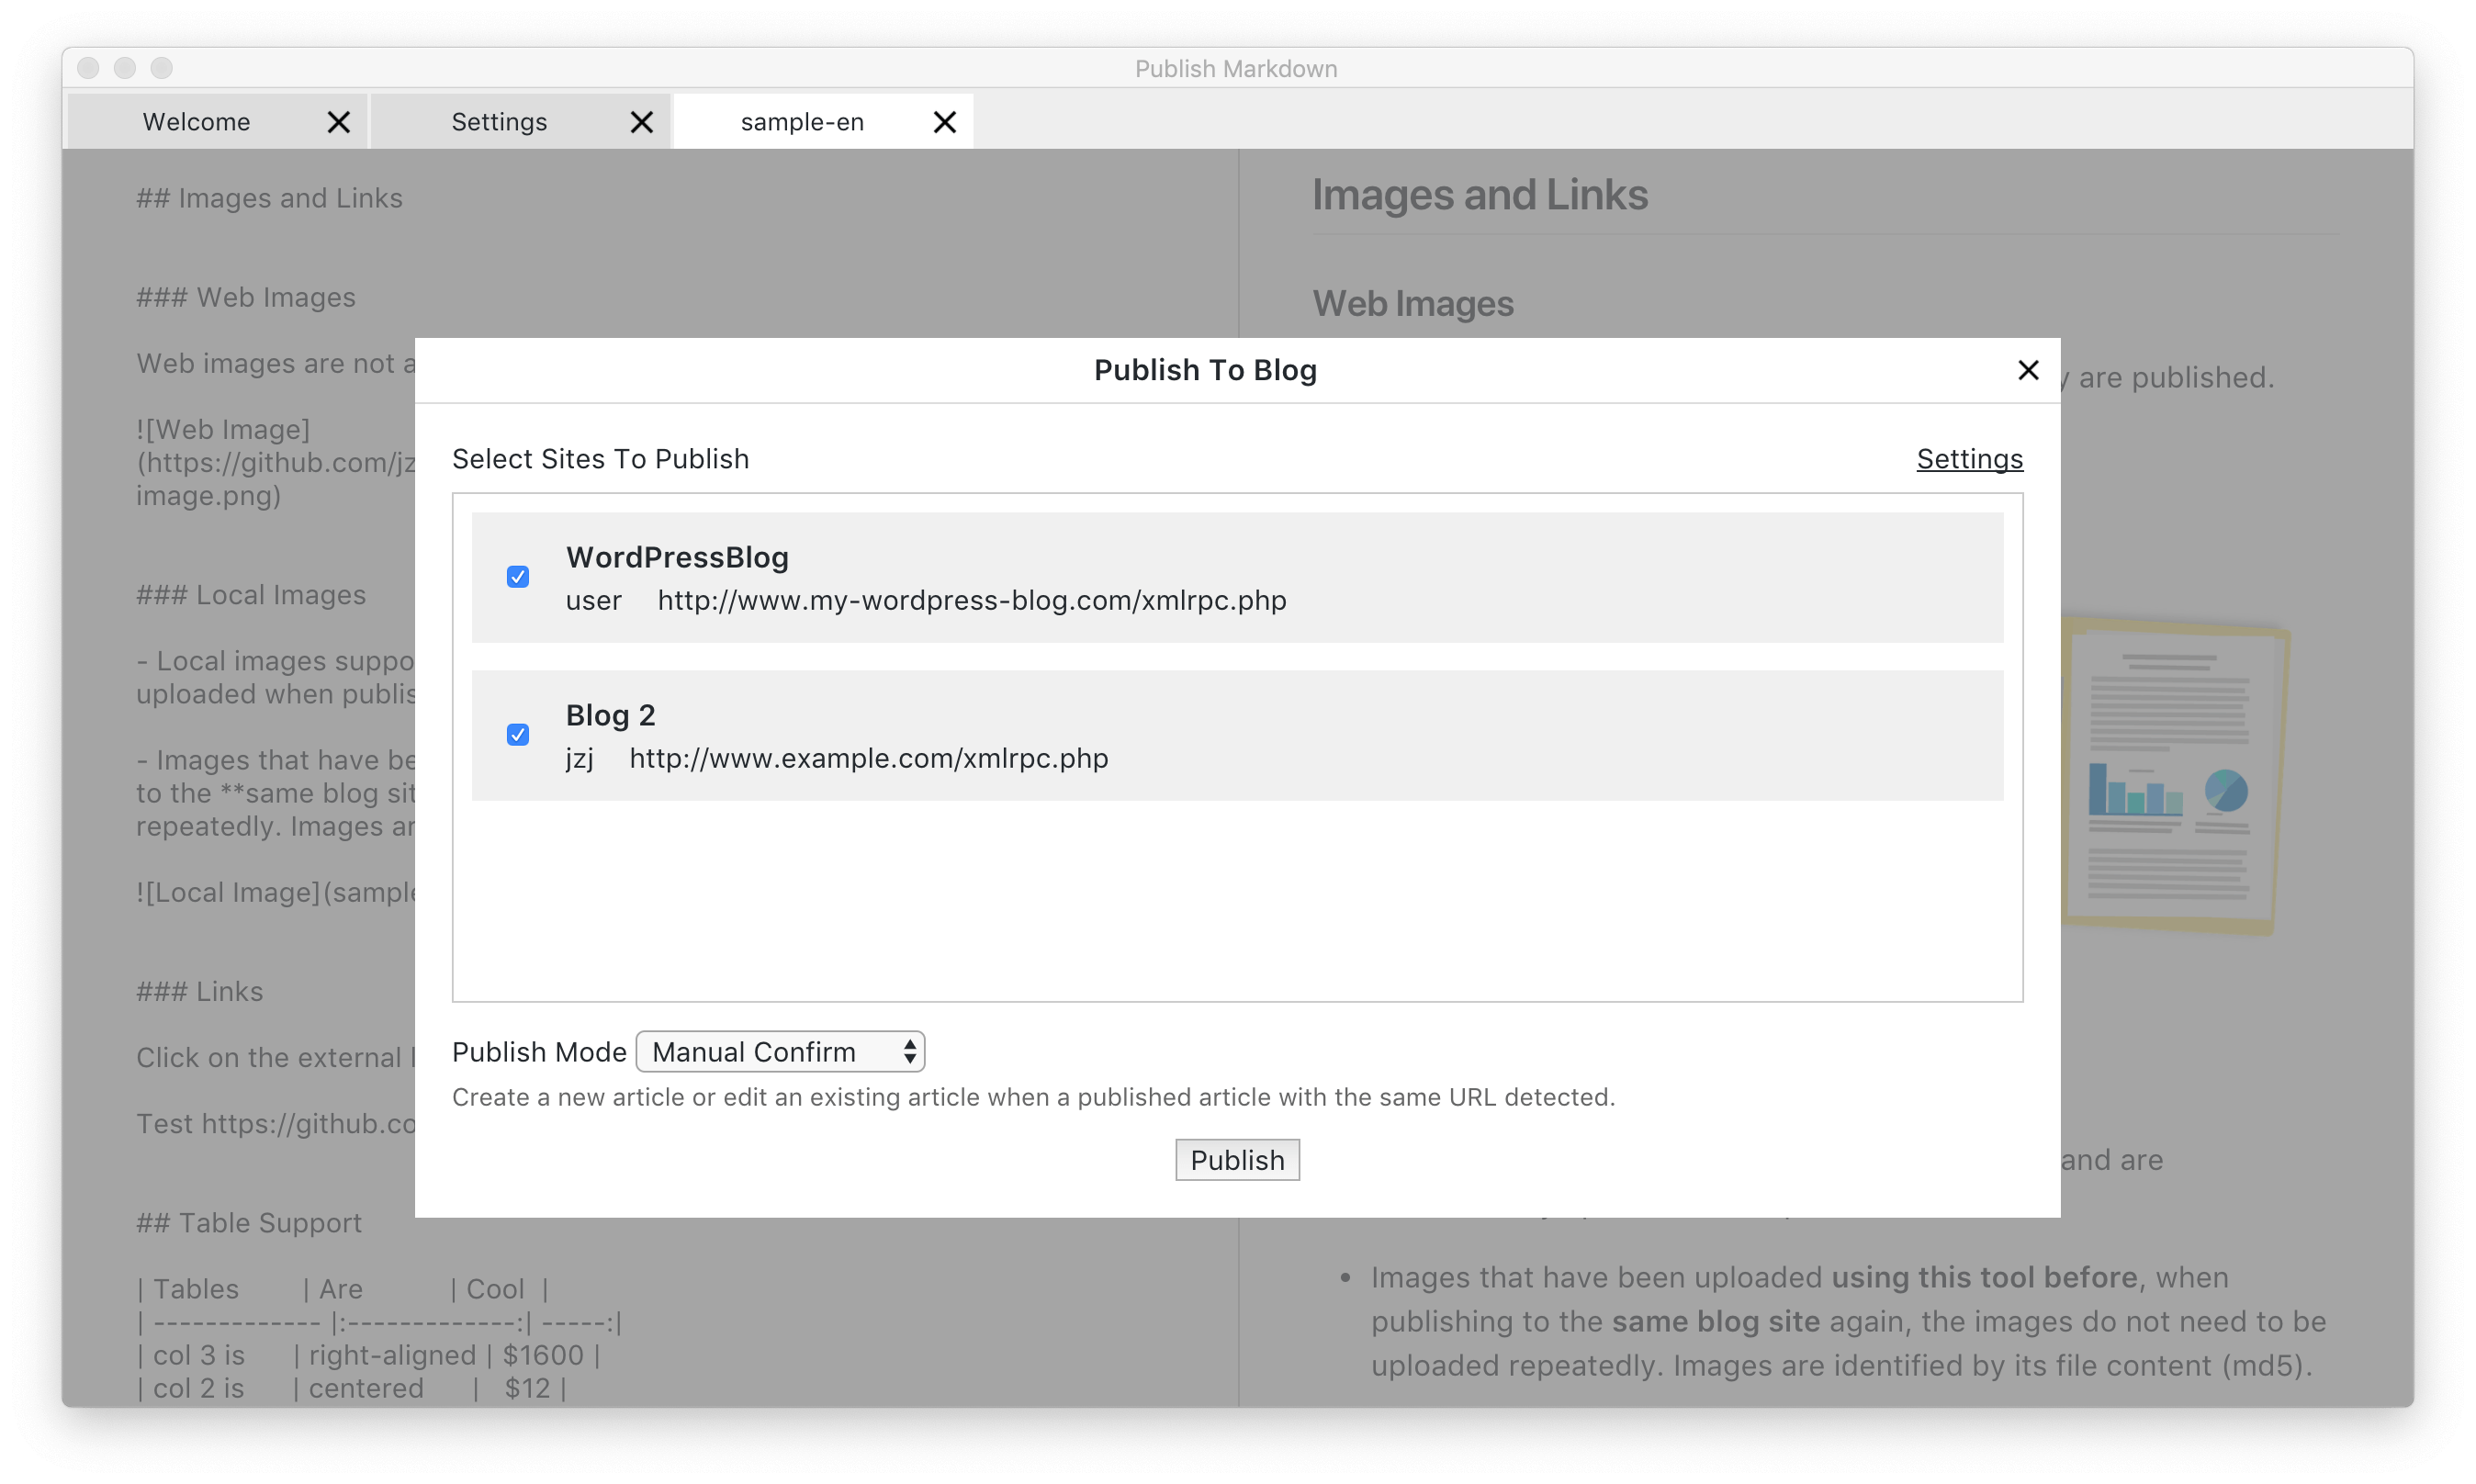 Publish Markdown
Welcome
Settings
sample-en
## Images and Links
### Web Images
Web images are not a
![Web Image]
(https://github.com/jz
image.png)
### Local Images
- Local images suppo
uploaded when publis
- Images that have be
to the **same blog sit
repeatedly. Images ar
![Local Image](sample
### Links
Click on the external l
Test https://github.co
## Table Support
| Tables | Are | Cool |
| ------------- |:-------------:| -----:|
| col 3 is | right-aligned | $1600 |
| col 2 is | centered | $12 |
Images and Links
Web Images
y are published.
and are
• Images that have been uploaded using this tool before, when
publishing to the same blog site again, the images do not need to be
uploaded repeatedly. Images are identified by its file content (md5).
Publish To Blog
Select Sites To Publish
Settings
WordPressBlog
user http://www.my-wordpress-blog.com/xmlrpc.php
Blog 2
jzj http://www.example.com/xmlrpc.php
Publish Mode Manual Confirm
Create a new article or edit an existing article when a published article with the same URL detected.
Publish